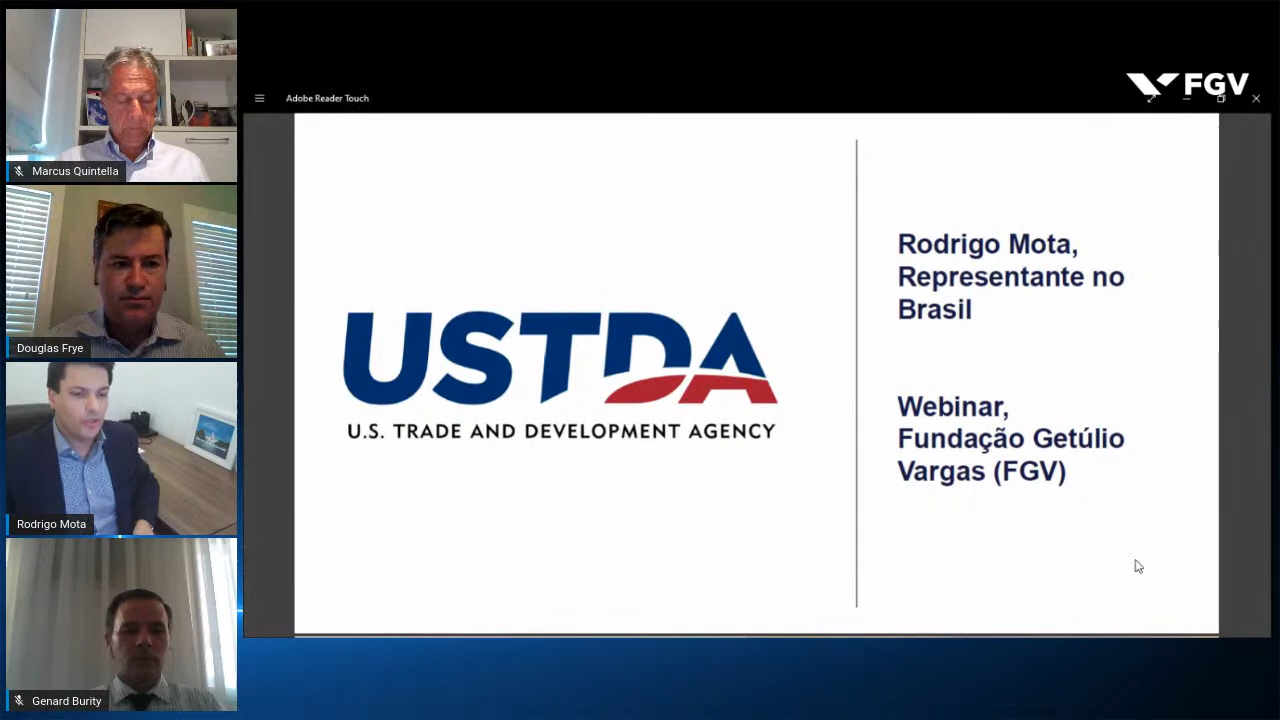 Marcus Quintella
Douglas Frye
Rodrigo Mota
Genard Burity
FGV
Adobe Reader Touch
USTDA
U.S. TRADE AND DEVELOPMENT AGENCY
Rodrigo Mota,
Representante no
Brasil
Webinar,
Fundação Getúlio
Vargas (FGV)